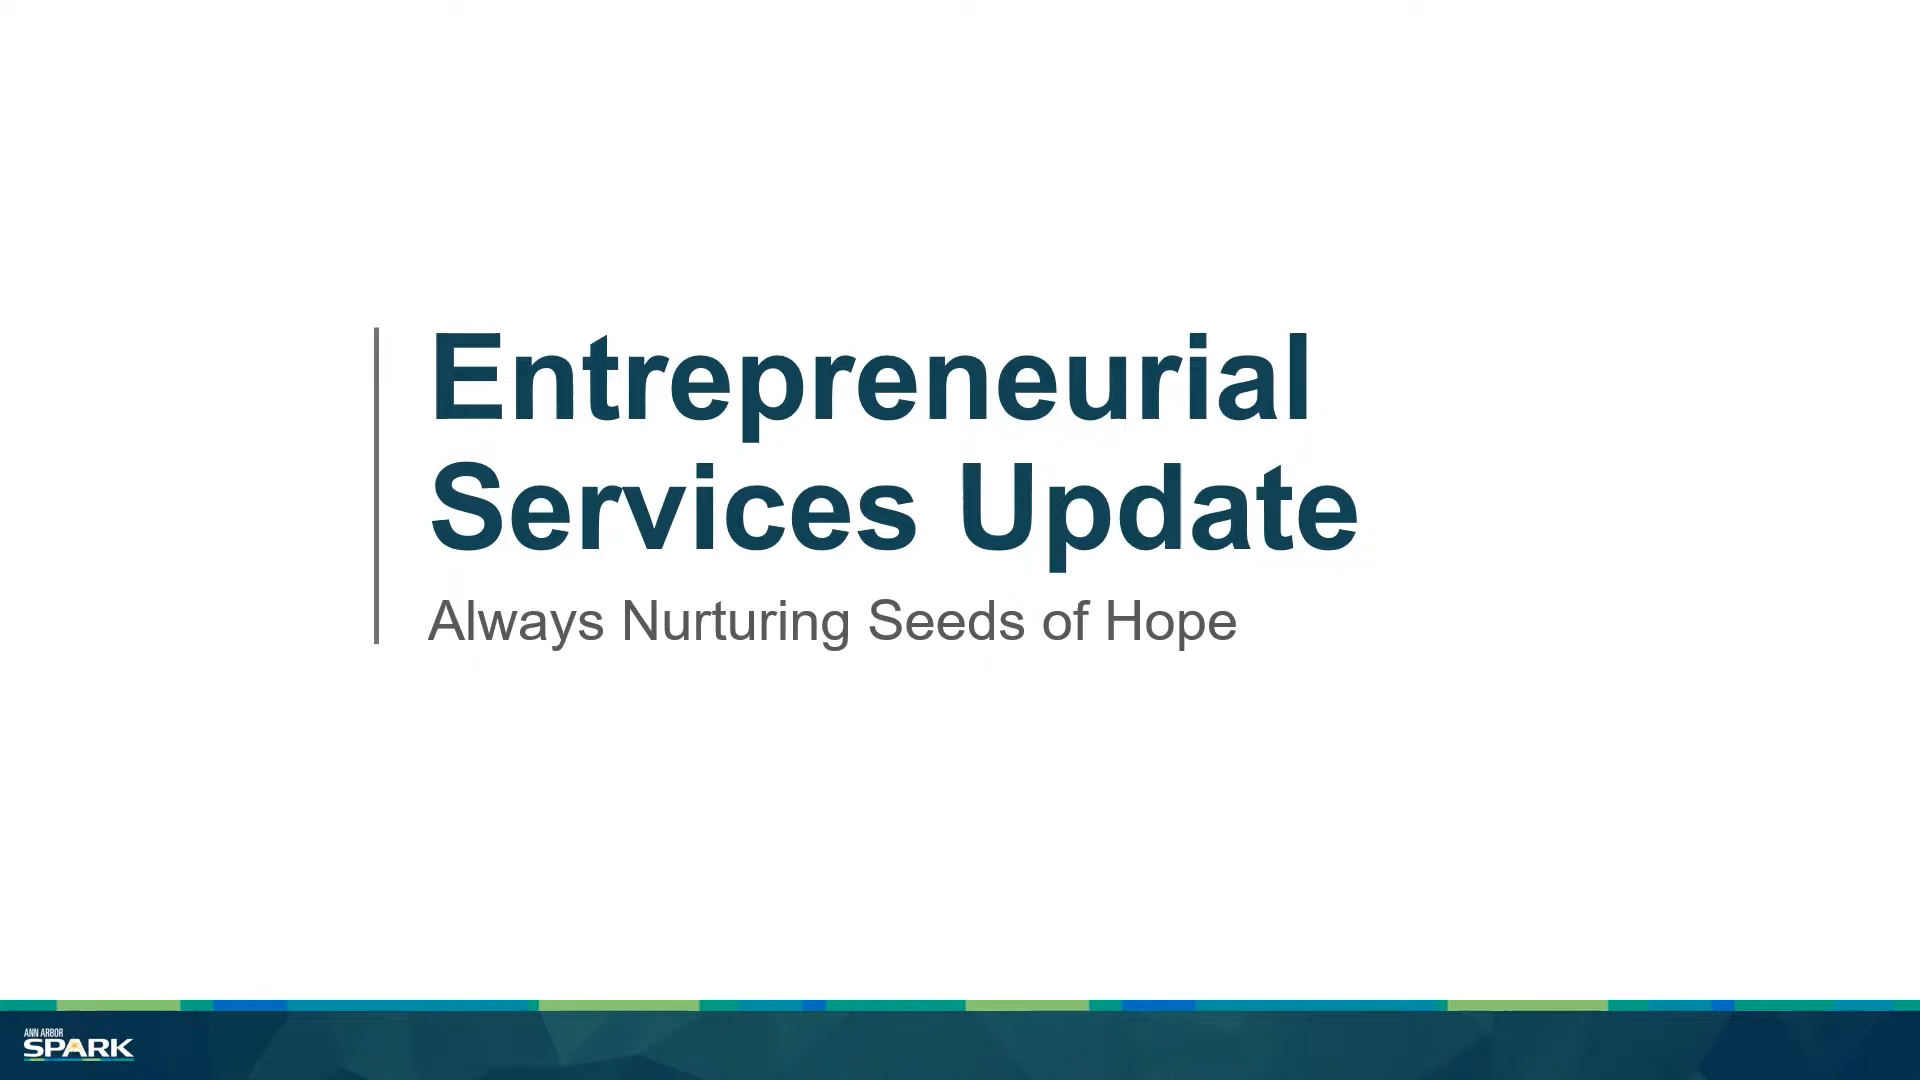 Entrepreneurial
Services Update
Always Nurturing Seeds of Hope
ANN ARBOR
SPARK